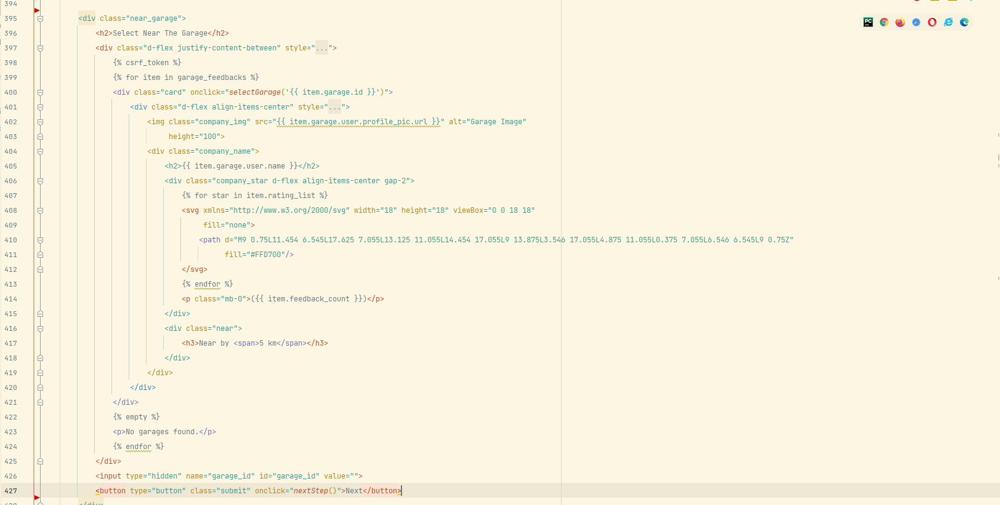 394
395 <div class="near_garage">
396 <h2>Select Near The Garage</h2>
397 <div class="d-flex justify-content-between" style="...">
398 {% csrf_token %}
399 {% for item in garage_feedbacks %}
400 <div class="card" onclick="selectGarage('{{ item.garage.id }}')">
401 <div class="d-flex align-items-center" style="...">
402 <img class="company_img" src="{{ item.garage.user.profile_pic.url }}" alt="Garage Image"
403 height="100">
404 <div class="company_name">
405 <h2>{{ item.garage.user.name }}</h2>
406 <div class="company_star d-flex align-items-center gap-2">
407 {% for star in item.rating_list %}
408 <svg xmlns="http://www.w3.org/2000/svg" width="18" height="18" viewBox="0 0 18 18"
409 fill="none">
410 <path d="M9 0.75L11.454 6.545L17.625 7.055L13.125 11.055L14.454 17.055L9 13.875L3.546 17.055L4.875 11.055L0.375 7.055L6.546 6.545L9 0.75Z"
411 fill="#FFD700"/>
412 </svg>
413 {% endfor %}
414 <p class="mb-0">({{ item.feedback_count }})</p>
415 </div>
416 <div class="near">
417 <h3>Near by <span>5 km</span></h3>
418 </div>
419 </div>
420 </div>
421 </div>
422 {% empty %}
423 <p>No garages found.</p>
424 {% endfor %}
425 </div>
426 <input type="hidden" name="garage_id" id="garage_id" value="">
427 <button type="button" class="submit" onclick="nextStep()">Next</button>
428 </div>
PC